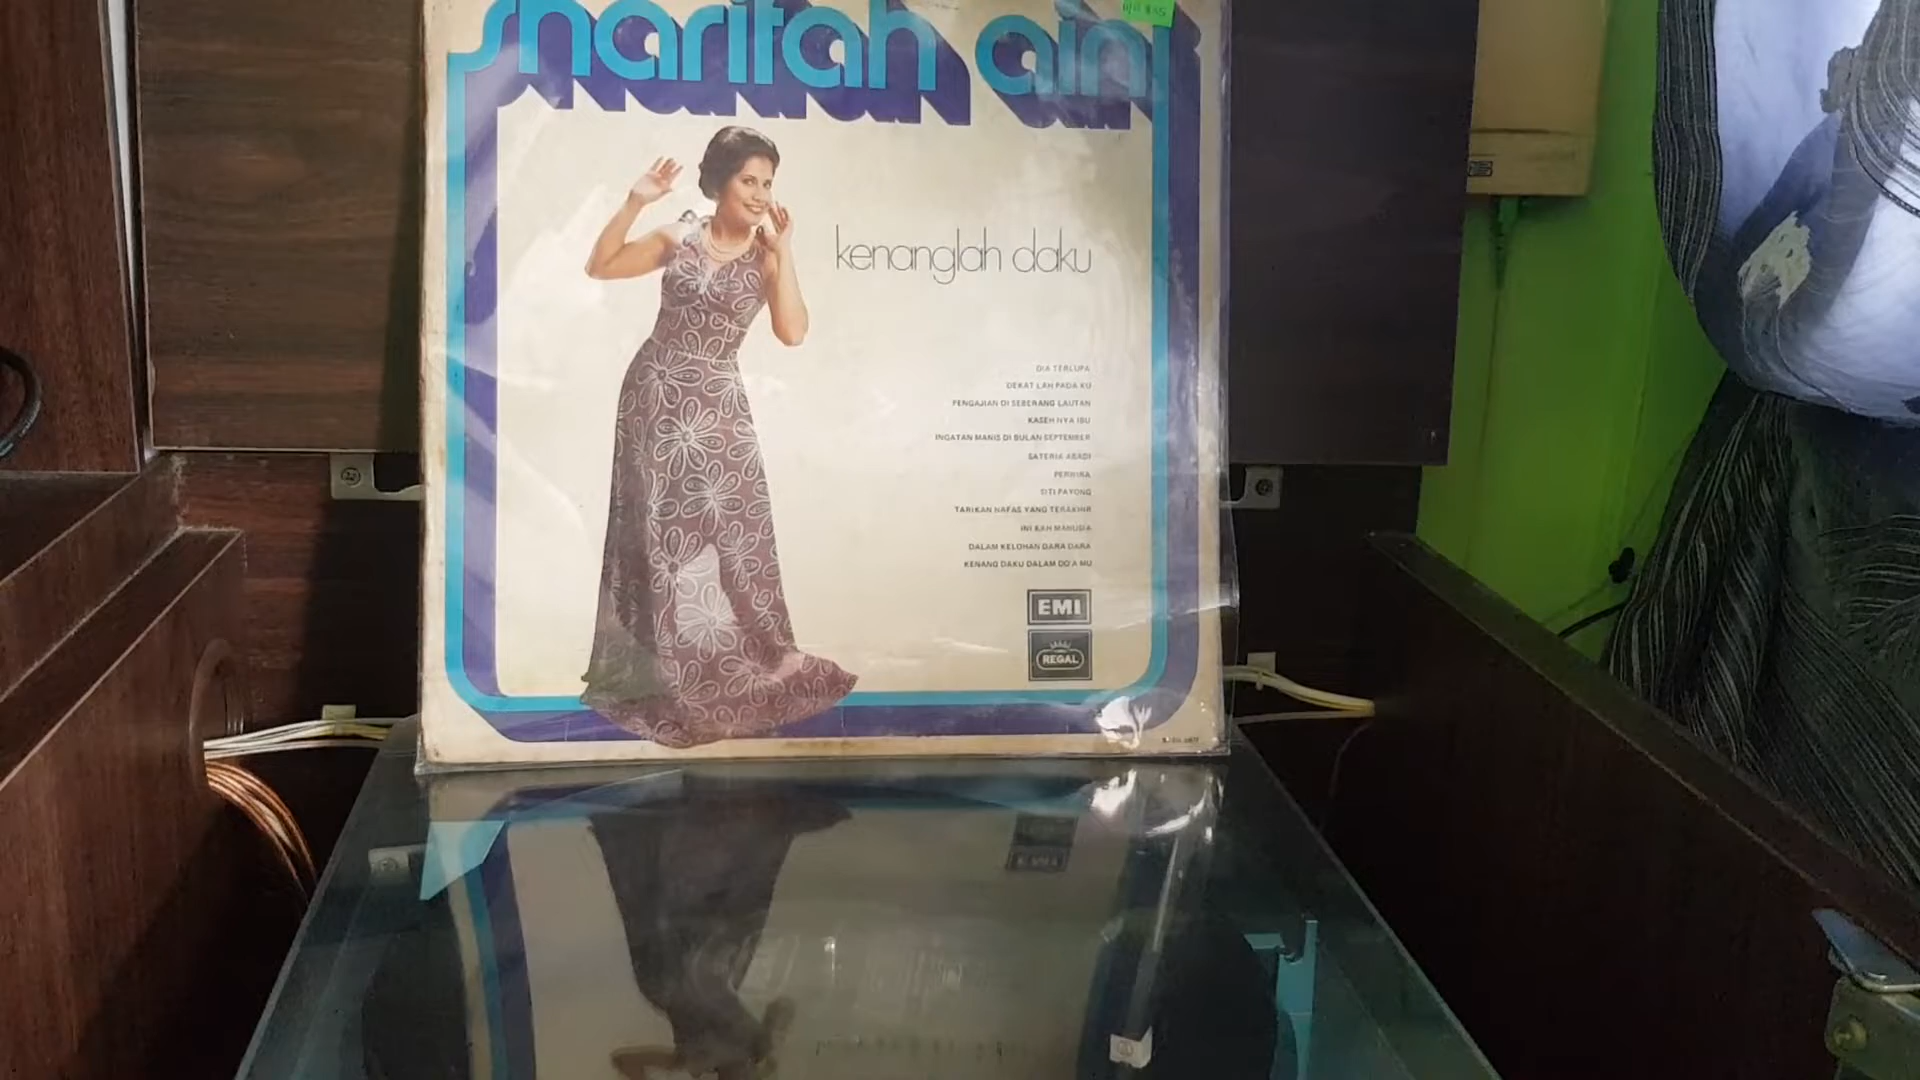 sharifah aini
kenanglah daku
DIA TERLUPA
DEKAT LAH PADA KU
PENGAJIAN DI SEBERANG LAUTAN
KASEH NYA IBU
INGATAN MANIS DI BULAN SEPTEMBER
SATERIA ABADI
PERWIRA
SITI PAYONG
TARIKAN NAFAS YANG TERAKHIR
INI KAH MANUSIA
DALAM KELOHAN DARA DARA
KENANG DAKU DALAM DO'A MU
EMI
REGAL